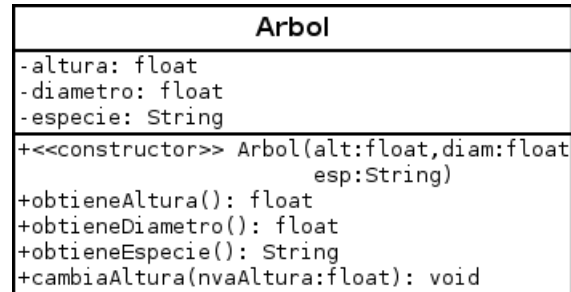 Arbol
-altura: float
-diametro: float
-especie: String
+<<constructor>> Arbol(alt:float,diam:float
esp:String)
+obtieneAltura(): float
+obtieneDiametro(): float
+obtieneEspecie(): String
+cambiaAltura(nvaAltura:float): void